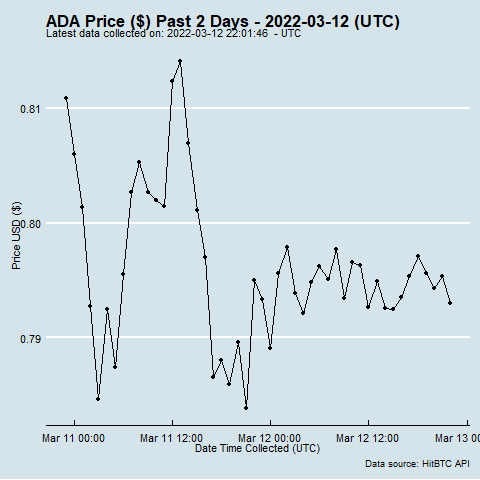 ADA Price ($) Past 2 Days - 2022-03-12 (UTC)
Latest data collected on: 2022-03-12 22:01:46 - UTC
0.81
0.80
0.79
Price USD ($)
Mar 11 00:00 Mar 11 12:00 Mar 12 00:00 Mar 12 12:00 Mar 13 00
Date Time Collected (UTC)
Data source: HitBTC API